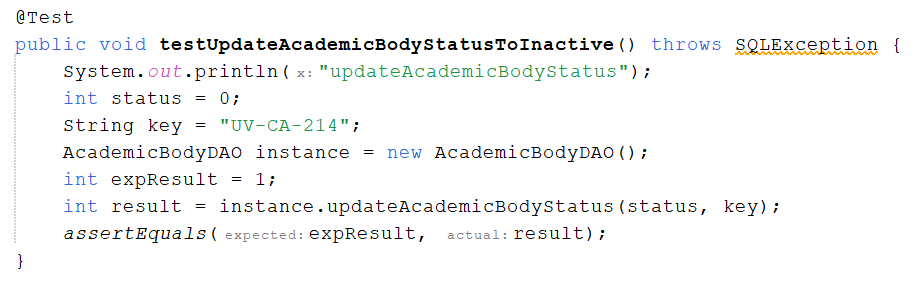 @Test
public void testUpdateAcademicBodyStatusToInactive() throws SQLException {
System.out.println( x: "updateAcademicBodyStatus");
int status = 0;
String key = "UV-CA-214";
AcademicBodyDAO instance = new AcademicBodyDAO();
int expResult = 1;
int result = instance.updateAcademicBodyStatus(status, key);
assertEquals( expected: expResult, actual: result);
}